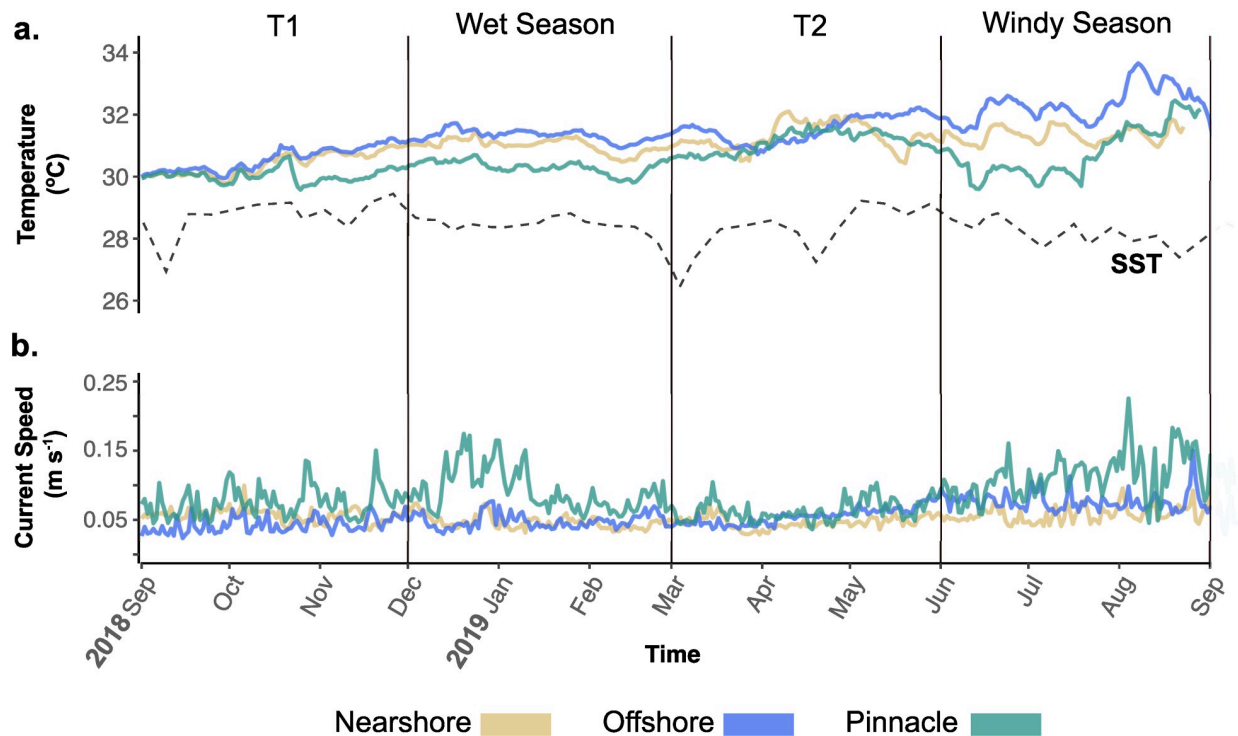 a.
T1
Wet Season
T2
Windy Season
Temperature
(ºC)
34
32
30
28
26
SST
b.
Current Speed
(m s⁻¹)
0.25
0.15
0.05
2018 Sep
Oct
Nov
Dec
2019 Jan
Feb
Mar
Apr
May
Jun
Jul
Aug
Sep
Time
Nearshore
Offshore
Pinnacle